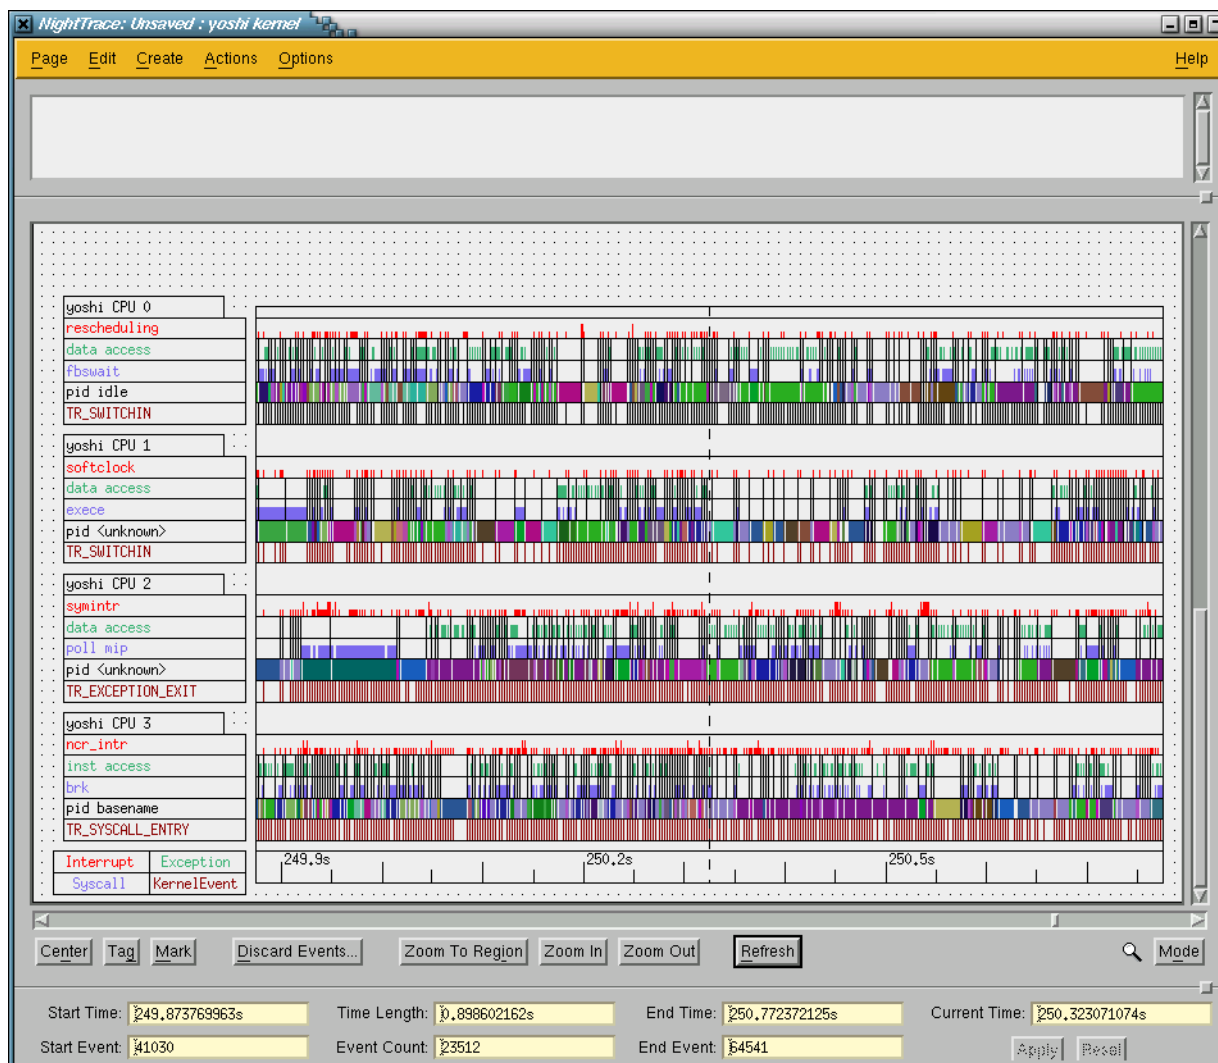 NightTrace: Unsaved : yoshi kernel
Page Edit Create Actions Options Help
yoshi CPU 0
rescheduling
data access
fbswait
pid idle
TR_SWITCHIN
yoshi CPU 1
softclock
data access
exece
pid <unknown>
TR_SWITCHIN
yoshi CPU 2
symintr
data access
poll mip
pid <unknown>
TR_EXCEPTION_EXIT
yoshi CPU 3
ncr_intr
inst access
brk
pid basename
TR_SYSCALL_ENTRY
Interrupt Exception 249.9s 250.2s 250.5s
Syscall KernelEvent
Center Tag Mark Discard Events... Zoom To Region Zoom In Zoom Out Refresh Mode
Start Time: 249.873769963s Time Length: 0.898602162s End Time: 250.772372125s Current Time: 250.323071074s
Start Event: 41030 Event Count: 23512 End Event: 64541 Apply Reset